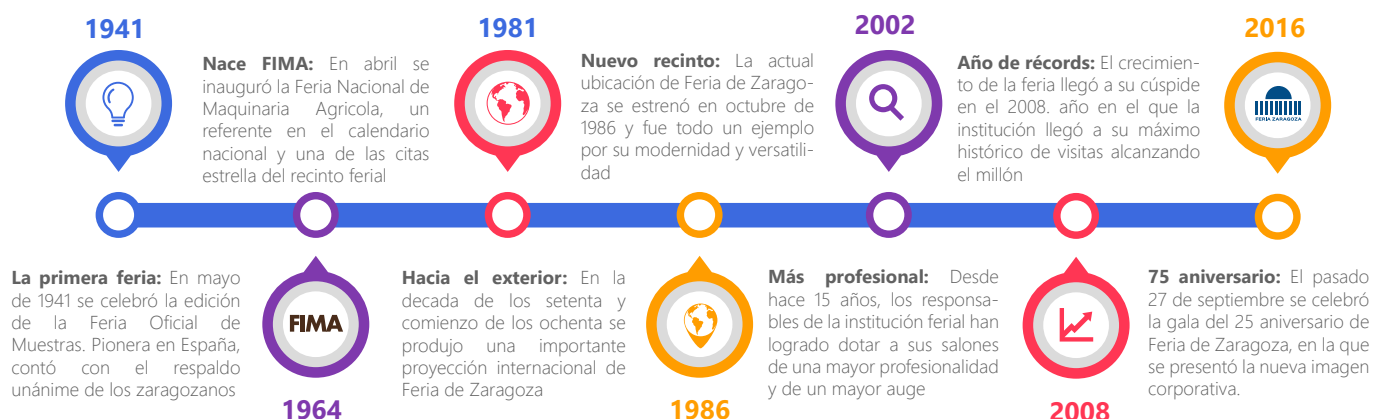 1941
La primera feria: En mayo
de 1941 se celebró la edición
de la Feria Oficial de
Muestras. Pionera en España,
contó con el respaldo
unánime de los zaragozanos
Nace FIMA: En abril se
inauguró la Feria Nacional de
Maquinaria Agricola, un
referente en el calendario
nacional y una de las citas
estrella del recinto ferial
FIMA
1964
1981
Hacia el exterior: En la
decada de los setenta y
comienzo de los ochenta se
produjo una importante
proyección internacional de
Feria de Zaragoza
Nuevo recinto: La actual
ubicación de Feria de Zarago-
za se estrenó en octubre de
1986 y fue todo un ejemplo
por su modernidad y versatili-
dad
1986
2002
Más profesional: Desde
hace 15 años, los responsa-
bles de la institución ferial han
logrado dotar a sus salones
de una mayor profesionalidad
y de un mayor auge
Año de récords: El crecimien-
to de la feria llegó a su cúspide
en el 2008. año en el que la
institución llegó a su máximo
histórico de visitas alcanzando
el millón
2008
2016
FERIA ZARAGOZA
75 aniversario: El pasado
27 de septiembre se celebró
la gala del 25 aniversario de
Feria de Zaragoza, en la que
se presentó la nueva imagen
corporativa.